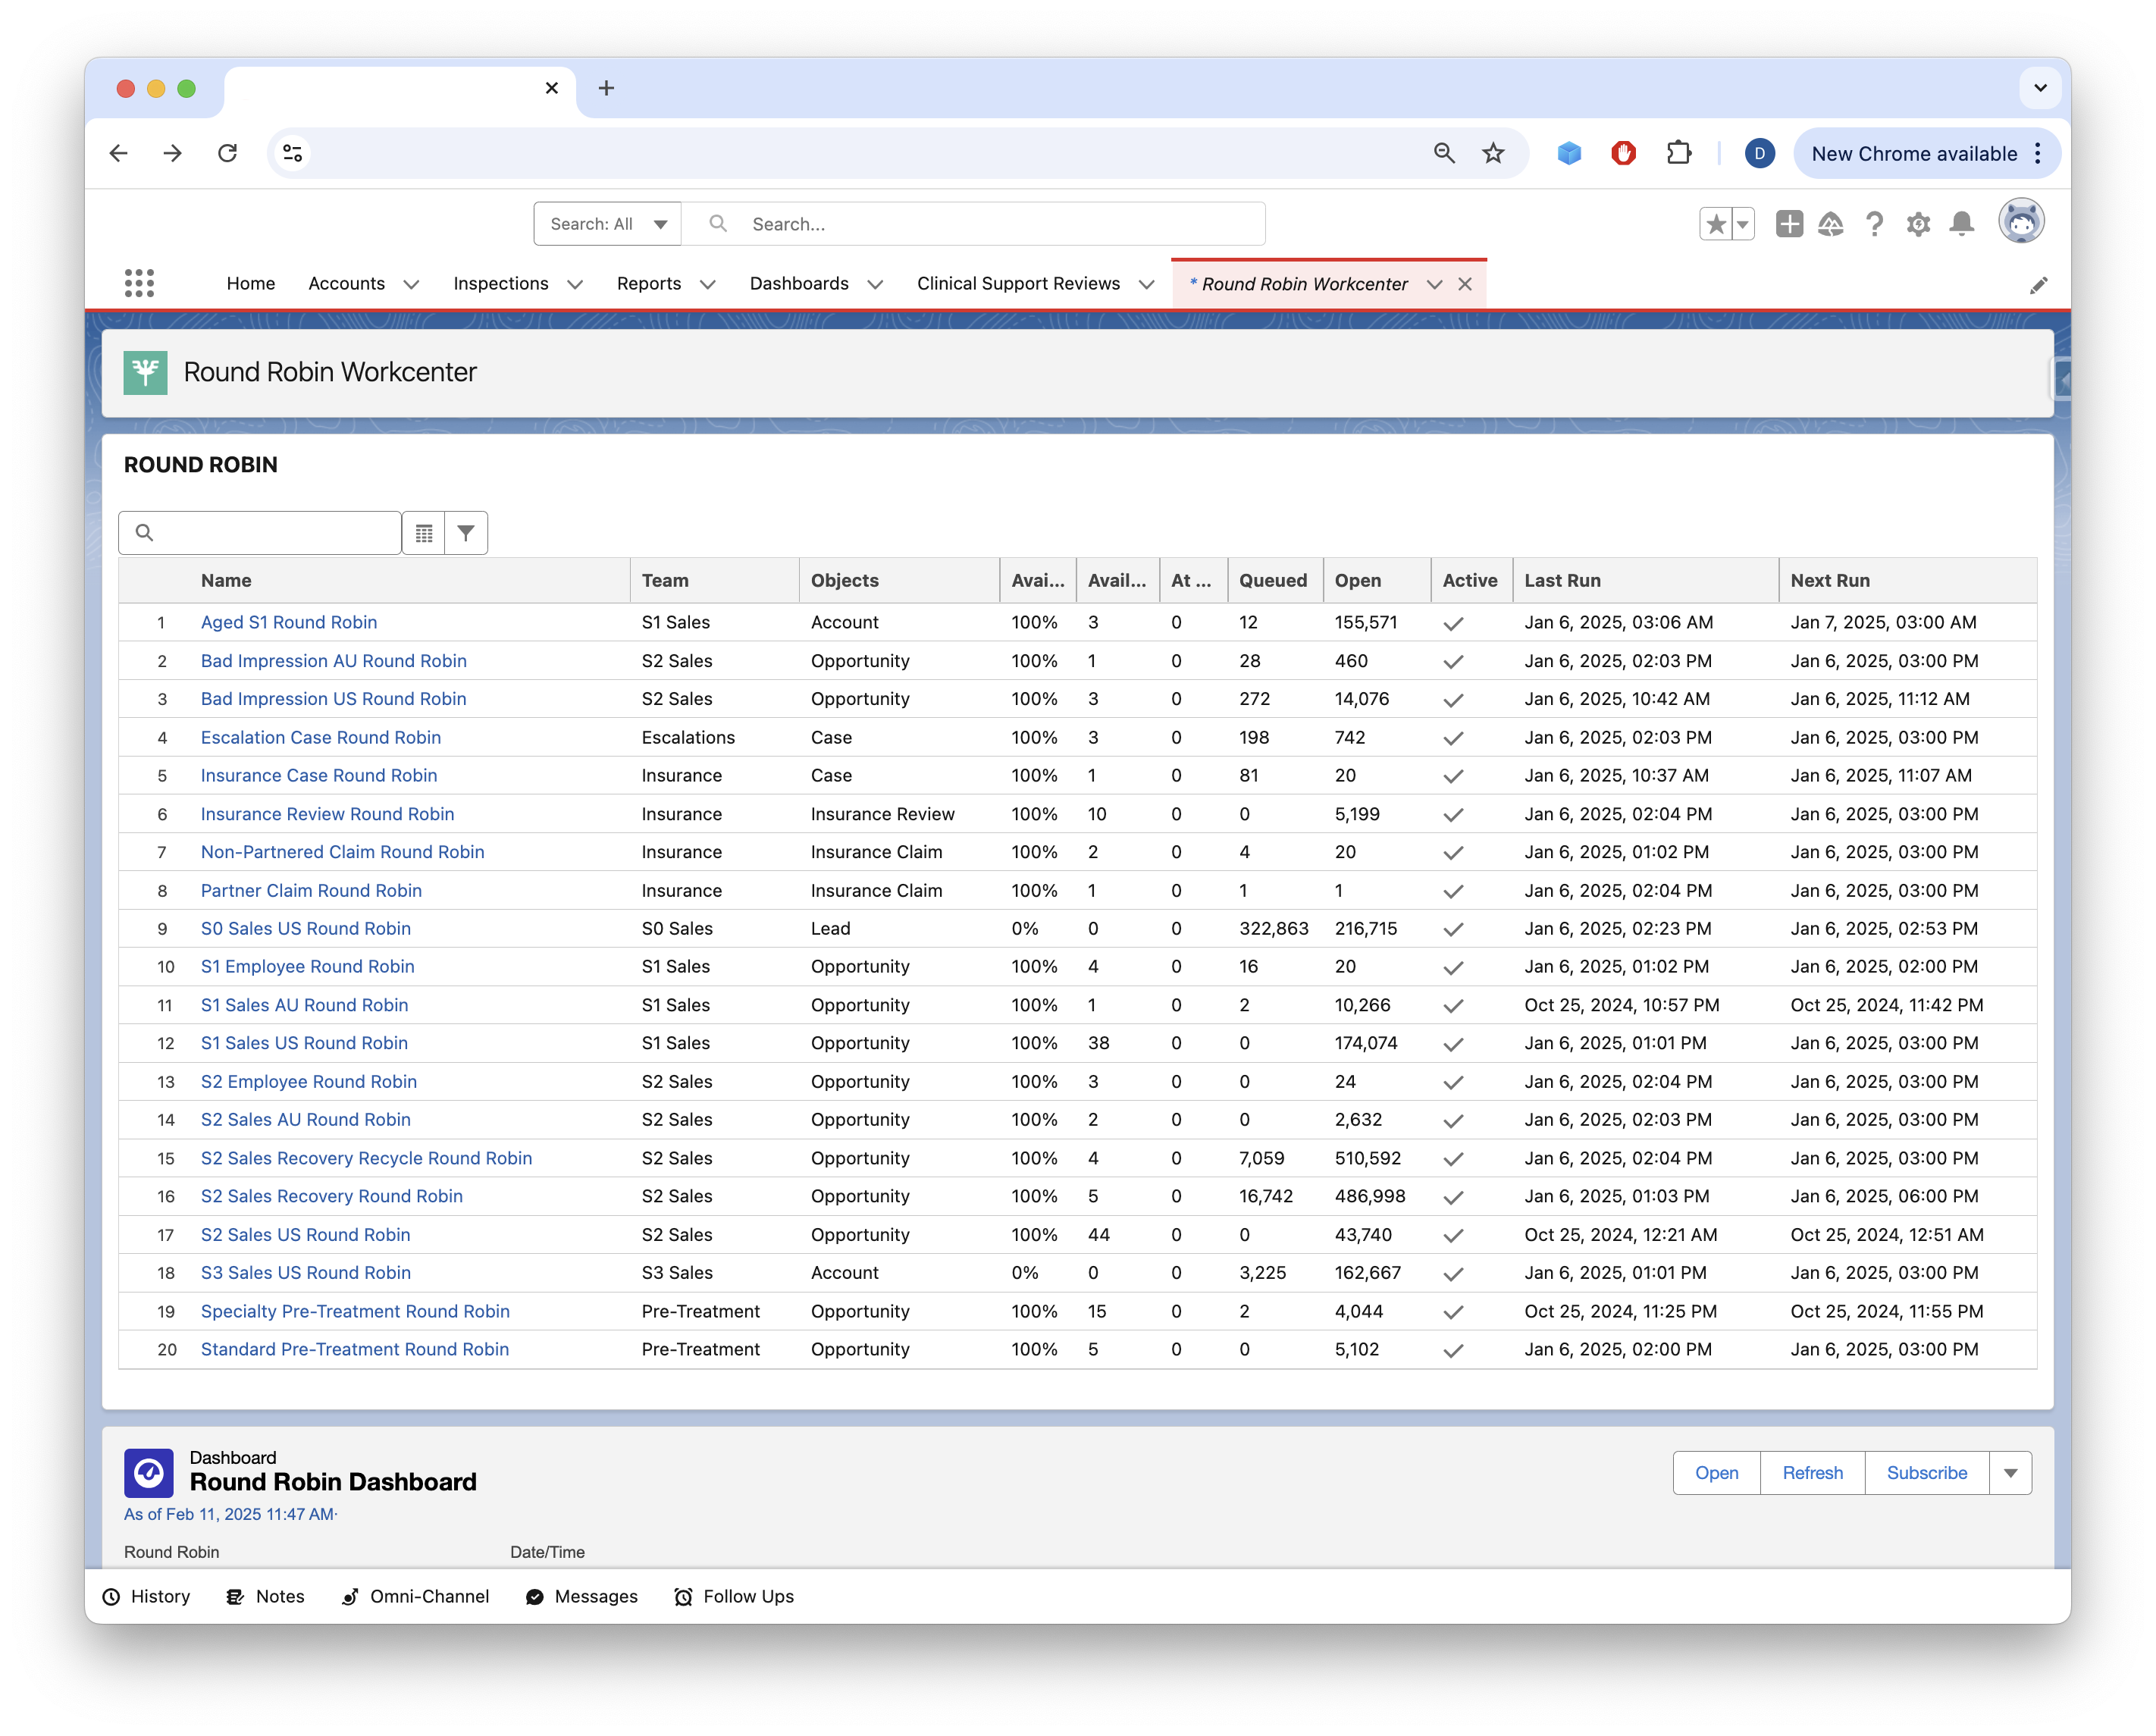 D
New Chrome available
Search: All
Search...
Home
Accounts
Inspections
Reports
Dashboards
Clinical Support Reviews
* Round Robin Workcenter
Round Robin Workcenter
ROUND ROBIN
Name Team Objects Avai... Avail... At ... Queued Open Active Last Run Next Run
1 Aged S1 Round Robin S1 Sales Account 100% 3 0 12 155,571 Jan 6, 2025, 03:06 AM Jan 7, 2025, 03:00 AM
2 Bad Impression AU Round Robin S2 Sales Opportunity 100% 1 0 28 460 Jan 6, 2025, 02:03 PM Jan 6, 2025, 03:00 PM
3 Bad Impression US Round Robin S2 Sales Opportunity 100% 3 0 272 14,076 Jan 6, 2025, 10:42 AM Jan 6, 2025, 11:12 AM
4 Escalation Case Round Robin Escalations Case 100% 3 0 198 742 Jan 6, 2025, 02:03 PM Jan 6, 2025, 03:00 PM
5 Insurance Case Round Robin Insurance Case 100% 1 0 81 20 Jan 6, 2025, 10:37 AM Jan 6, 2025, 11:07 AM
6 Insurance Review Round Robin Insurance Insurance Review 100% 10 0 0 5,199 Jan 6, 2025, 02:04 PM Jan 6, 2025, 03:00 PM
7 Non-Partnered Claim Round Robin Insurance Insurance Claim 100% 2 0 4 20 Jan 6, 2025, 01:02 PM Jan 6, 2025, 03:00 PM
8 Partner Claim Round Robin Insurance Insurance Claim 100% 1 0 1 1 Jan 6, 2025, 02:04 PM Jan 6, 2025, 03:00 PM
9 S0 Sales US Round Robin S0 Sales Lead 0% 0 0 322,863 216,715 Jan 6, 2025, 02:23 PM Jan 6, 2025, 02:53 PM
10 S1 Employee Round Robin S1 Sales Opportunity 100% 4 0 16 20 Jan 6, 2025, 01:02 PM Jan 6, 2025, 02:00 PM
11 S1 Sales AU Round Robin S1 Sales Opportunity 100% 1 0 2 10,266 Oct 25, 2024, 10:57 PM Oct 25, 2024, 11:42 PM
12 S1 Sales US Round Robin S1 Sales Opportunity 100% 38 0 0 174,074 Jan 6, 2025, 01:01 PM Jan 6, 2025, 03:00 PM
13 S2 Employee Round Robin S2 Sales Opportunity 100% 3 0 0 24 Jan 6, 2025, 02:04 PM Jan 6, 2025, 03:00 PM
14 S2 Sales AU Round Robin S2 Sales Opportunity 100% 2 0 0 2,632 Jan 6, 2025, 02:03 PM Jan 6, 2025, 03:00 PM
15 S2 Sales Recovery Recycle Round Robin S2 Sales Opportunity 100% 4 0 7,059 510,592 Jan 6, 2025, 02:04 PM Jan 6, 2025, 03:00 PM
16 S2 Sales Recovery Round Robin S2 Sales Opportunity 100% 5 0 16,742 486,998 Jan 6, 2025, 01:03 PM Jan 6, 2025, 06:00 PM
17 S2 Sales US Round Robin S2 Sales Opportunity 100% 44 0 0 43,740 Oct 25, 2024, 12:21 AM Oct 25, 2024, 12:51 AM
18 S3 Sales US Round Robin S3 Sales Account 0% 0 0 3,225 162,667 Jan 6, 2025, 01:01 PM Jan 6, 2025, 03:00 PM
19 Specialty Pre-Treatment Round Robin Pre-Treatment Opportunity 100% 15 0 2 4,044 Oct 25, 2024, 11:25 PM Oct 25, 2024, 11:55 PM
20 Standard Pre-Treatment Round Robin Pre-Treatment Opportunity 100% 5 0 0 5,102 Jan 6, 2025, 02:00 PM Jan 6, 2025, 03:00 PM
Dashboard
Round Robin Dashboard
Open Refresh Subscribe
As of Feb 11, 2025 11:47 AM·
Round Robin Date/Time
History Notes Omni-Channel Messages Follow Ups